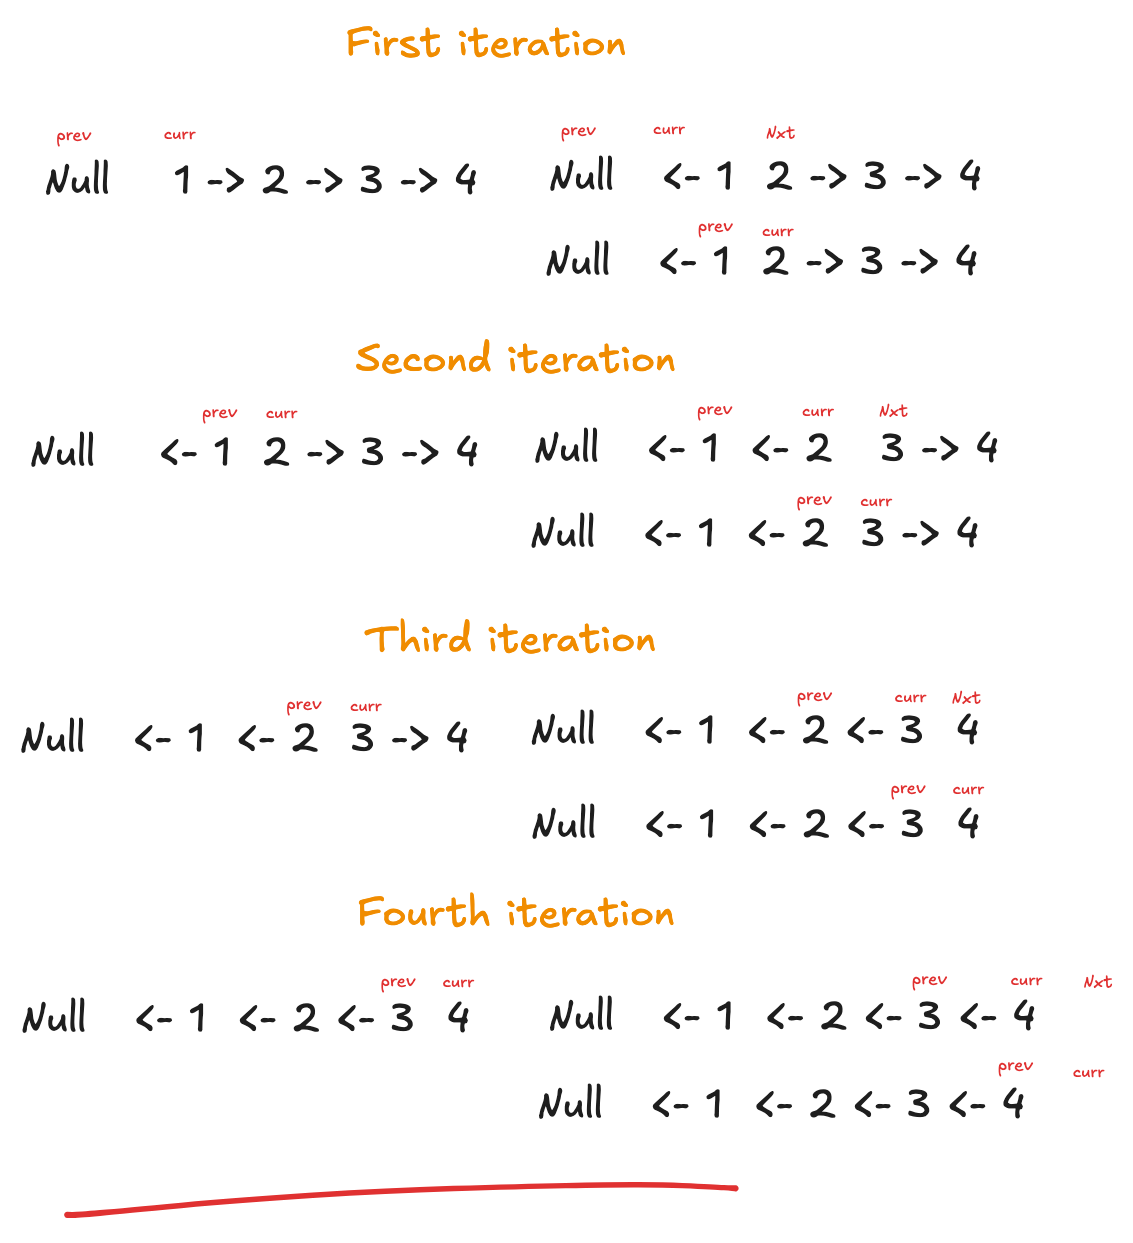 First iteration
prev curr
Null 1 -> 2 -> 3 -> 4
prev curr Nxt
Null <- 1 2 -> 3 -> 4
prev curr
Null <- 1 2 -> 3 -> 4
Second iteration
prev curr
Null <- 1 2 -> 3 -> 4
prev curr Nxt
Null <- 1 <- 2 3 -> 4
prev curr
Null <- 1 <- 2 3 -> 4
Third iteration
prev curr
Null <- 1 <- 2 3 -> 4
prev curr Nxt
Null <- 1 <- 2 <- 3 4
prev curr
Null <- 1 <- 2 <- 3 4
Fourth iteration
prev curr
Null <- 1 <- 2 <- 3 4
prev curr Nxt
Null <- 1 <- 2 <- 3 <- 4
prev curr
Null <- 1 <- 2 <- 3 <- 4